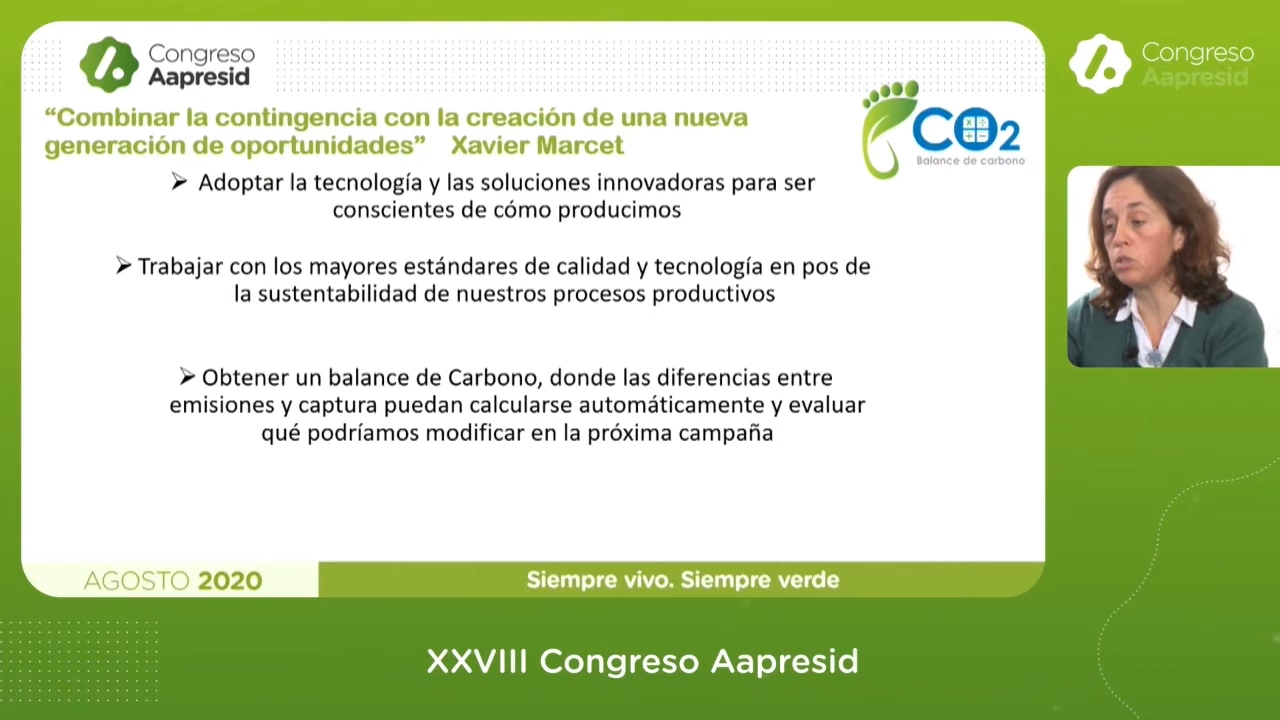 Congreso
Aapresid
Congreso
Aapresid
“Combinar la contingencia con la creación de una nueva
generación de oportunidades” Xavier Marcet
CO2
Balance de carbono
➢ Adoptar la tecnología y las soluciones innovadoras para ser
conscientes de cómo producimos
➢ Trabajar con los mayores estándares de calidad y tecnología en pos de
la sustentabilidad de nuestros procesos productivos
➢ Obtener un balance de Carbono, donde las diferencias entre
emisiones y captura puedan calcularse automáticamente y evaluar
qué podríamos modificar en la próxima campaña
AGOSTO 2020
Siempre vivo. Siempre verde
XXVIII Congreso Aapresid